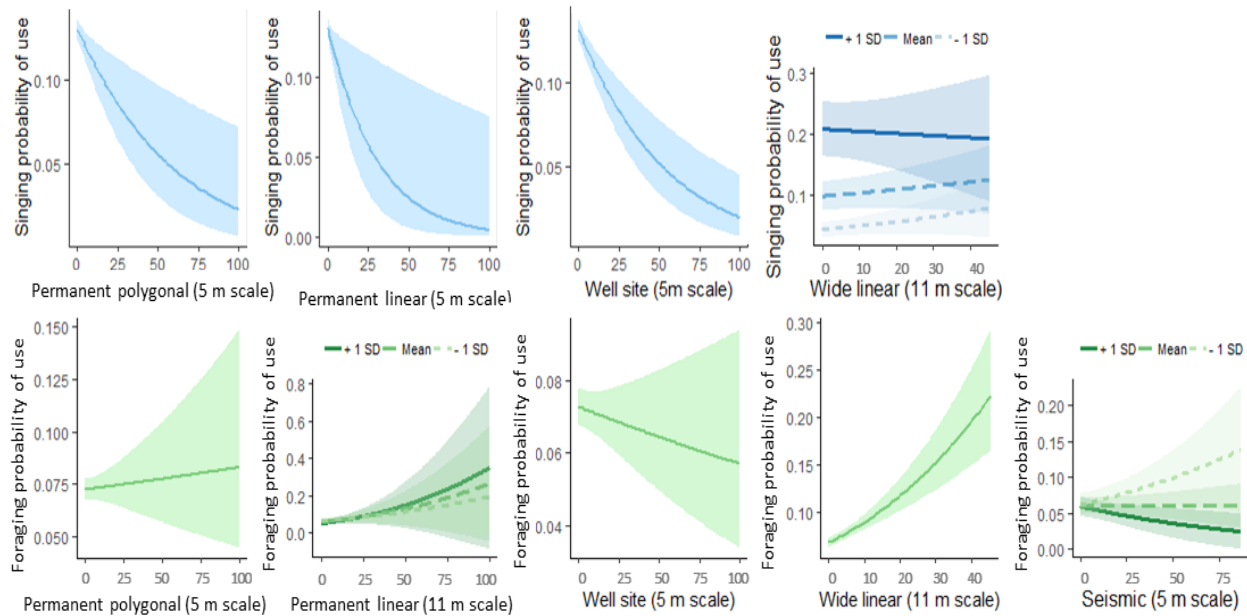 Singing probability of use
0.10
0.05
0 25 50 75 100
Permanent polygonal (5 m scale)
Singing probability of use
0.10
0.05
0.00
0 25 50 75 100
Permanent linear (5 m scale)
Singing probability of use
0.10
0.05
0 25 50 75 100
Well site (5m scale)
+ 1 SD Mean - 1 SD
Singing probability of use
0.3
0.2
0.1
0 10 20 30 40
Wide linear (11 m scale)
Foraging probability of use
0.150
0.125
0.100
0.075
0.050
0 25 50 75 100
Permanent polygonal (5 m scale)
+ 1 SD Mean - 1 SD
Foraging probability of use
0.8
0.6
0.4
0.2
0.0
0 25 50 75 100
Permanent linear (11 m scale)
Foraging probability of use
0.08
0.06
0.04
0 25 50 75 100
Well site (5 m scale)
Foraging probability of use
0.30
0.25
0.20
0.15
0.10
0 10 20 30 40
Wide linear (11 m scale)
+ 1 SD Mean - 1 SD
Foraging probability of use
0.20
0.15
0.10
0.05
0.00
0 25 50 75
Seismic (5 m scale)